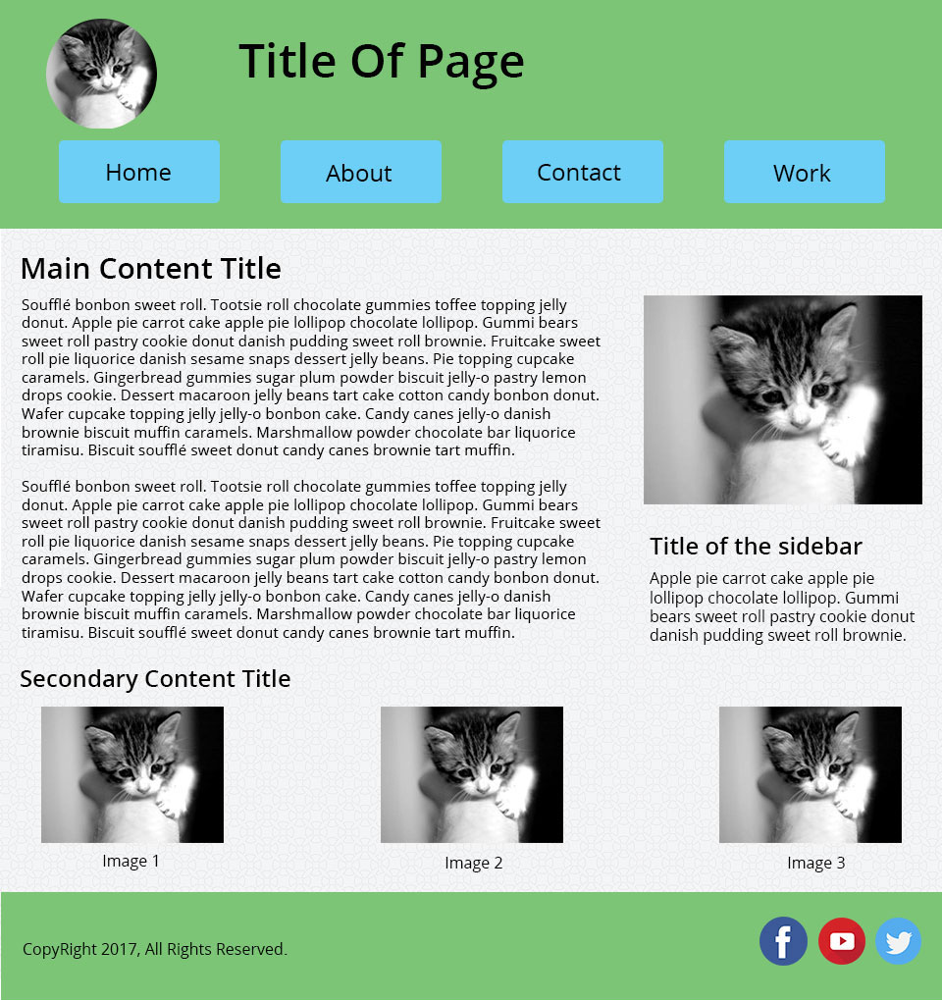 Title Of Page
Home
About
Contact
Work
Main Content Title
Soufflé bonbon sweet roll. Tootsie roll chocolate gummies toffee topping jelly
donut. Apple pie carrot cake apple pie lollipop chocolate lollipop. Gummi bears
sweet roll pastry cookie donut danish pudding sweet roll brownie. Fruitcake sweet
roll pie liquorice danish sesame snaps dessert jelly beans. Pie topping cupcake
caramels. Gingerbread gummies sugar plum powder biscuit jelly-o pastry lemon
drops cookie. Dessert macaroon jelly beans tart cake cotton candy bonbon donut.
Wafer cupcake topping jelly jelly-o bonbon cake. Candy canes jelly-o danish
brownie biscuit muffin caramels. Marshmallow powder chocolate bar liquorice
tiramisu. Biscuit soufflé sweet donut candy canes brownie tart muffin.
Soufflé bonbon sweet roll. Tootsie roll chocolate gummies toffee topping jelly
donut. Apple pie carrot cake apple pie lollipop chocolate lollipop. Gummi bears
sweet roll pastry cookie donut danish pudding sweet roll brownie. Fruitcake sweet
roll pie liquorice danish sesame snaps dessert jelly beans. Pie topping cupcake
caramels. Gingerbread gummies sugar plum powder biscuit jelly-o pastry lemon
drops cookie. Dessert macaroon jelly beans tart cake cotton candy bonbon donut.
Wafer cupcake topping jelly jelly-o bonbon cake. Candy canes jelly-o danish
brownie biscuit muffin caramels. Marshmallow powder chocolate bar liquorice
tiramisu. Biscuit soufflé sweet donut candy canes brownie tart muffin.
Title of the sidebar
Apple pie carrot cake apple pie
lollipop chocolate lollipop. Gummi
bears sweet roll pastry cookie donut
danish pudding sweet roll brownie.
Secondary Content Title
Image 1
Image 2
Image 3
CopyRight 2017, All Rights Reserved.